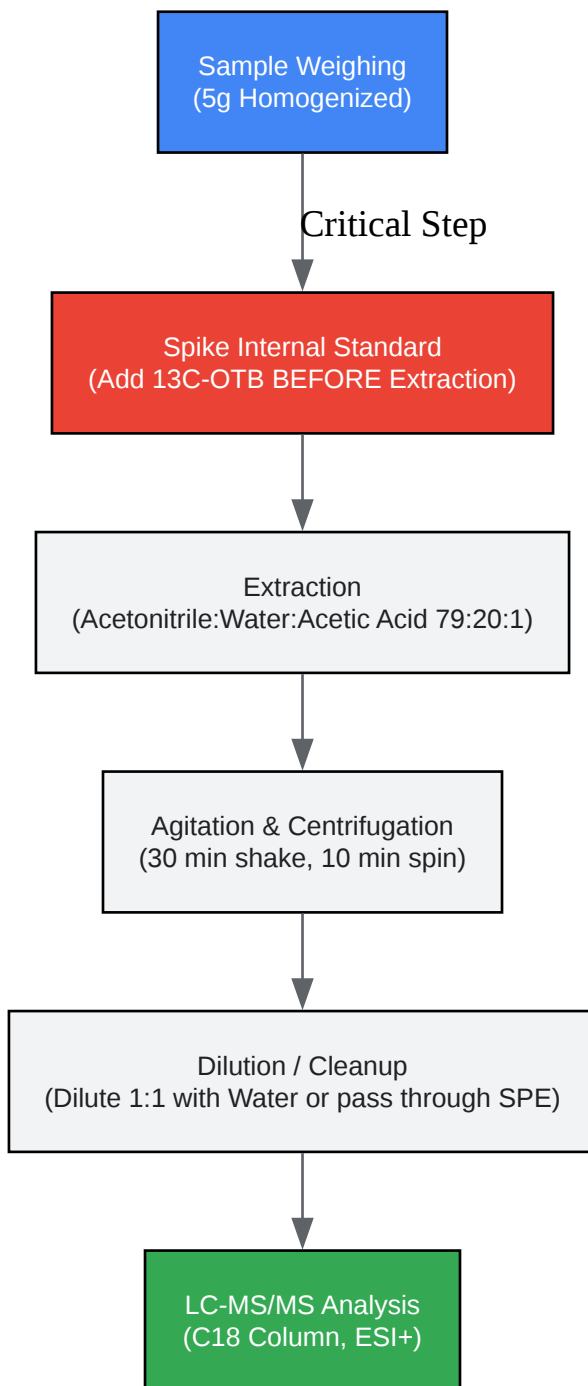 Sample Weighing
(5g Homogenized)
Critical Step
Spike Internal Standard
(Add 13C-OTB BEFORE Extraction)
Extraction
(Acetonitrile:Water:Acetic Acid 79:20:1)
Agitation & Centrifugation
(30 min shake, 10 min spin)
Dilution / Cleanup
(Dilute 1:1 with Water or pass through SPE)
LC-MS/MS Analysis
(C18 Column, ESI+)